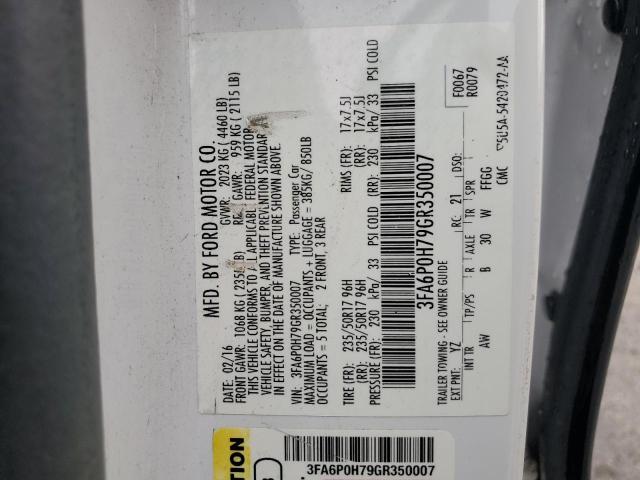 MFD. BY FORD MOTOR CO.
DATE: 02/16 GVWR: 2023 KG ( 4460 LB)
FRONT GAWR: 1068 KG ( 2355 LB) GAWR: 959 KG ( 2115 LB)
THIS VEHICLE CONFORMS TO APPLICABLE FEDERAL MOTOR
VEHICLE SAFETY, BUMPER, AND THEFT PREVENTION STANDAR
IN EFFECT ON THE DATE OF MANUFACTURE SHOWN ABOVE.
VIN: 3FA6P0H79GR350007 TYPE: Passenger Car
MAXIMUM LOAD = OCCUPANTS + LUGGAGE = 385KG/ 850LB
OCCUPANTS = 5 TOTAL; 2 FRONT, 3 REAR
TIRE (FR): 235/50R17 96H RIMS (FR): 17x7.5J
(RR): 235/50R17 96H (RR): 17x7.5J
PRESSURE (FR): 230 kPa/ 33 PSI COLD (RR): 230 kPa/ 33 PSI COLD
3FA6P0H79GR350007
F0067
R0079
TRAILER TOWING - SEE OWNER GUIDE
EXT PNT: YZ RC: 21 DSO:
INT TP/PS R AXLE TR SPR
AW B 30 W FFGG
CMC
TION
3FA6P0H79GR350007